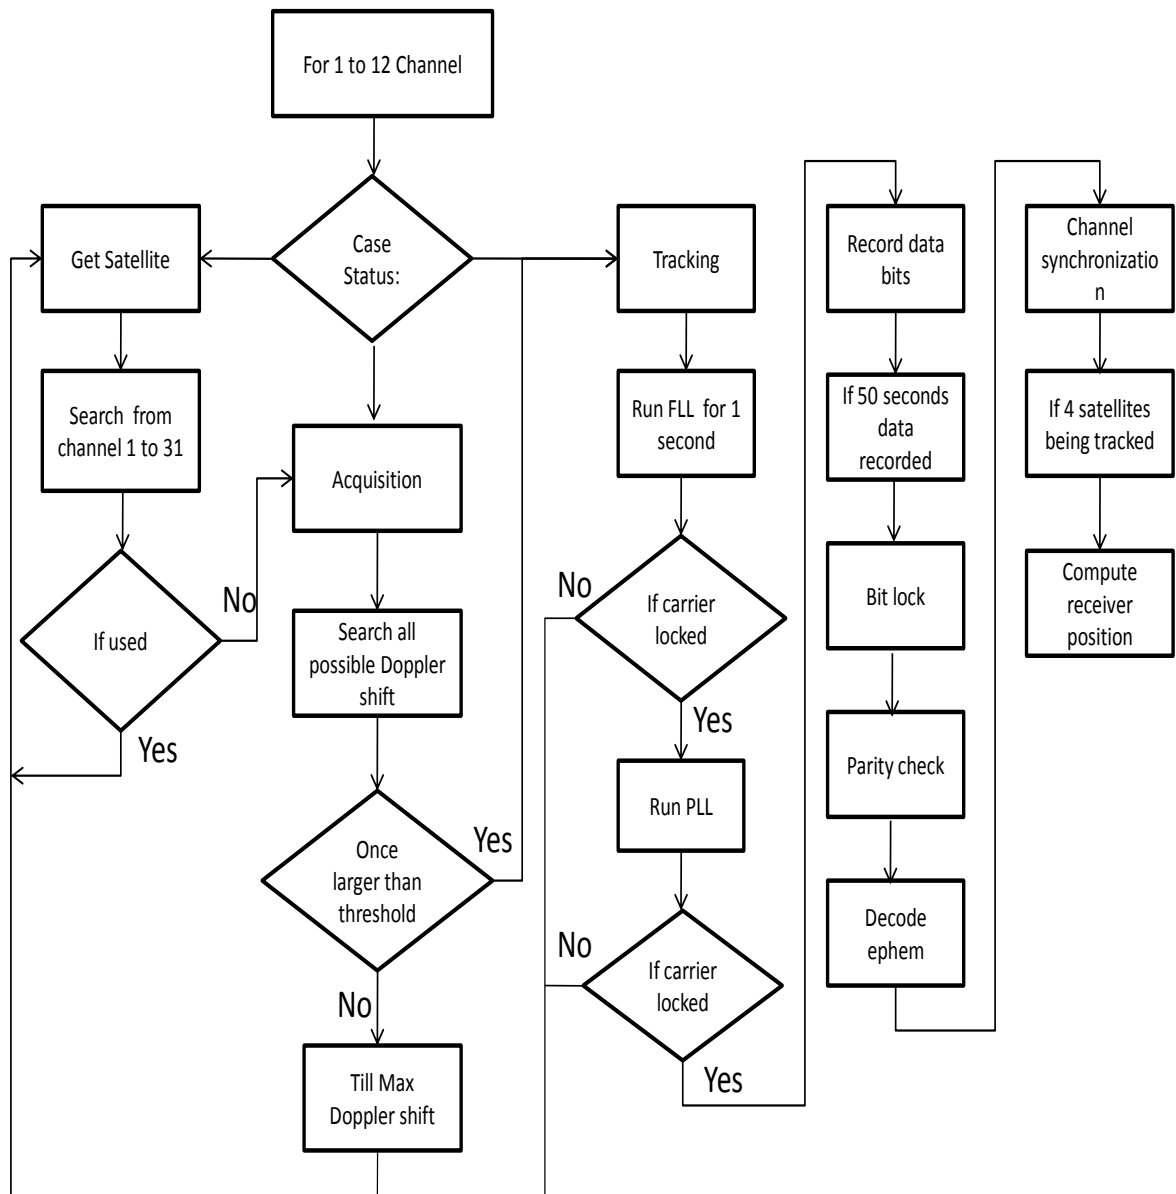 For 1 to 12 Channel
Case
Status:
Get Satellite
Search from
channel 1 to 31
If used
No
Yes
Acquisition
Search all
possible Doppler
shift
Once
larger than
threshold
Yes
No
Till Max
Doppler shift
Tracking
Run FLL for 1
second
If carrier
locked
No
Yes
Run PLL
If carrier
locked
No
Yes
Record data
bits
If 50 seconds
data
recorded
Bit lock
Parity check
Decode
ephem
Channel
synchronizatio
n
If 4 satellites
being tracked
Compute
receiver
position